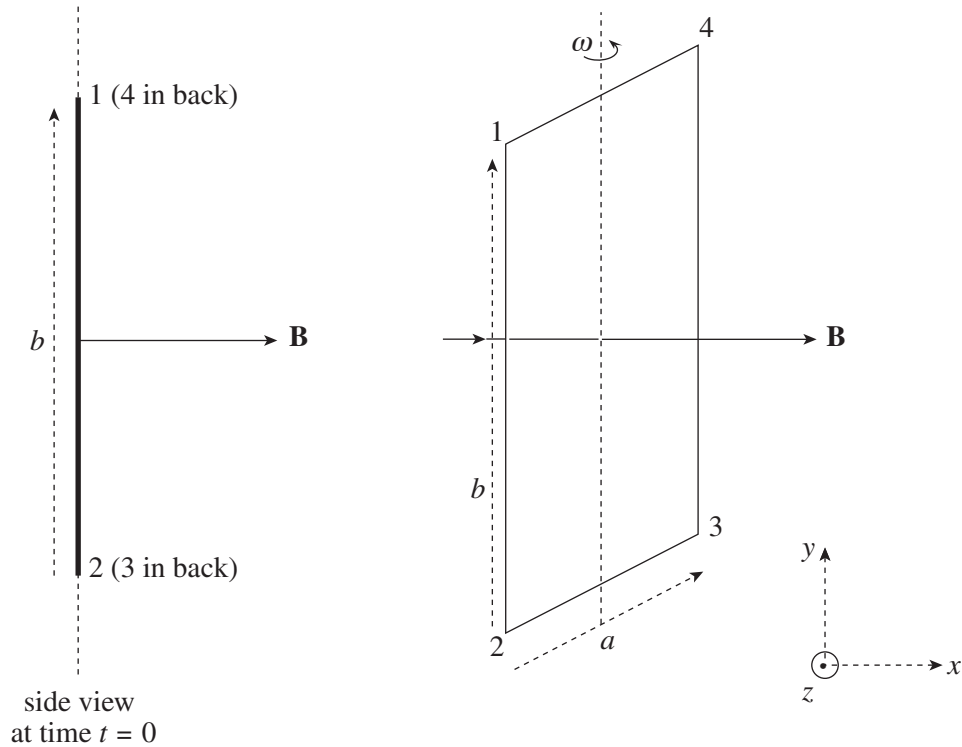 1 (4 in back)
b
B
2 (3 in back)
side view
at time t = 0
ω
4
1
B
b
3
2
a
y
x
z